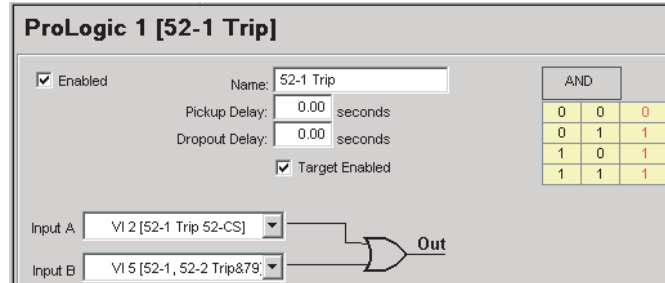 ProLogic 1 [52-1 Trip]
Enabled
Name: 52-1 Trip
Pickup Delay: 0.00 seconds
Dropout Delay: 0.00 seconds
Target Enabled
AND
0 0 0
0 1 1
1 0 1
1 1 1
Input A VI 2 [52-1 Trip 52-CS]
Out
Input B VI 5 [52-1, 52-2 Trip&79]